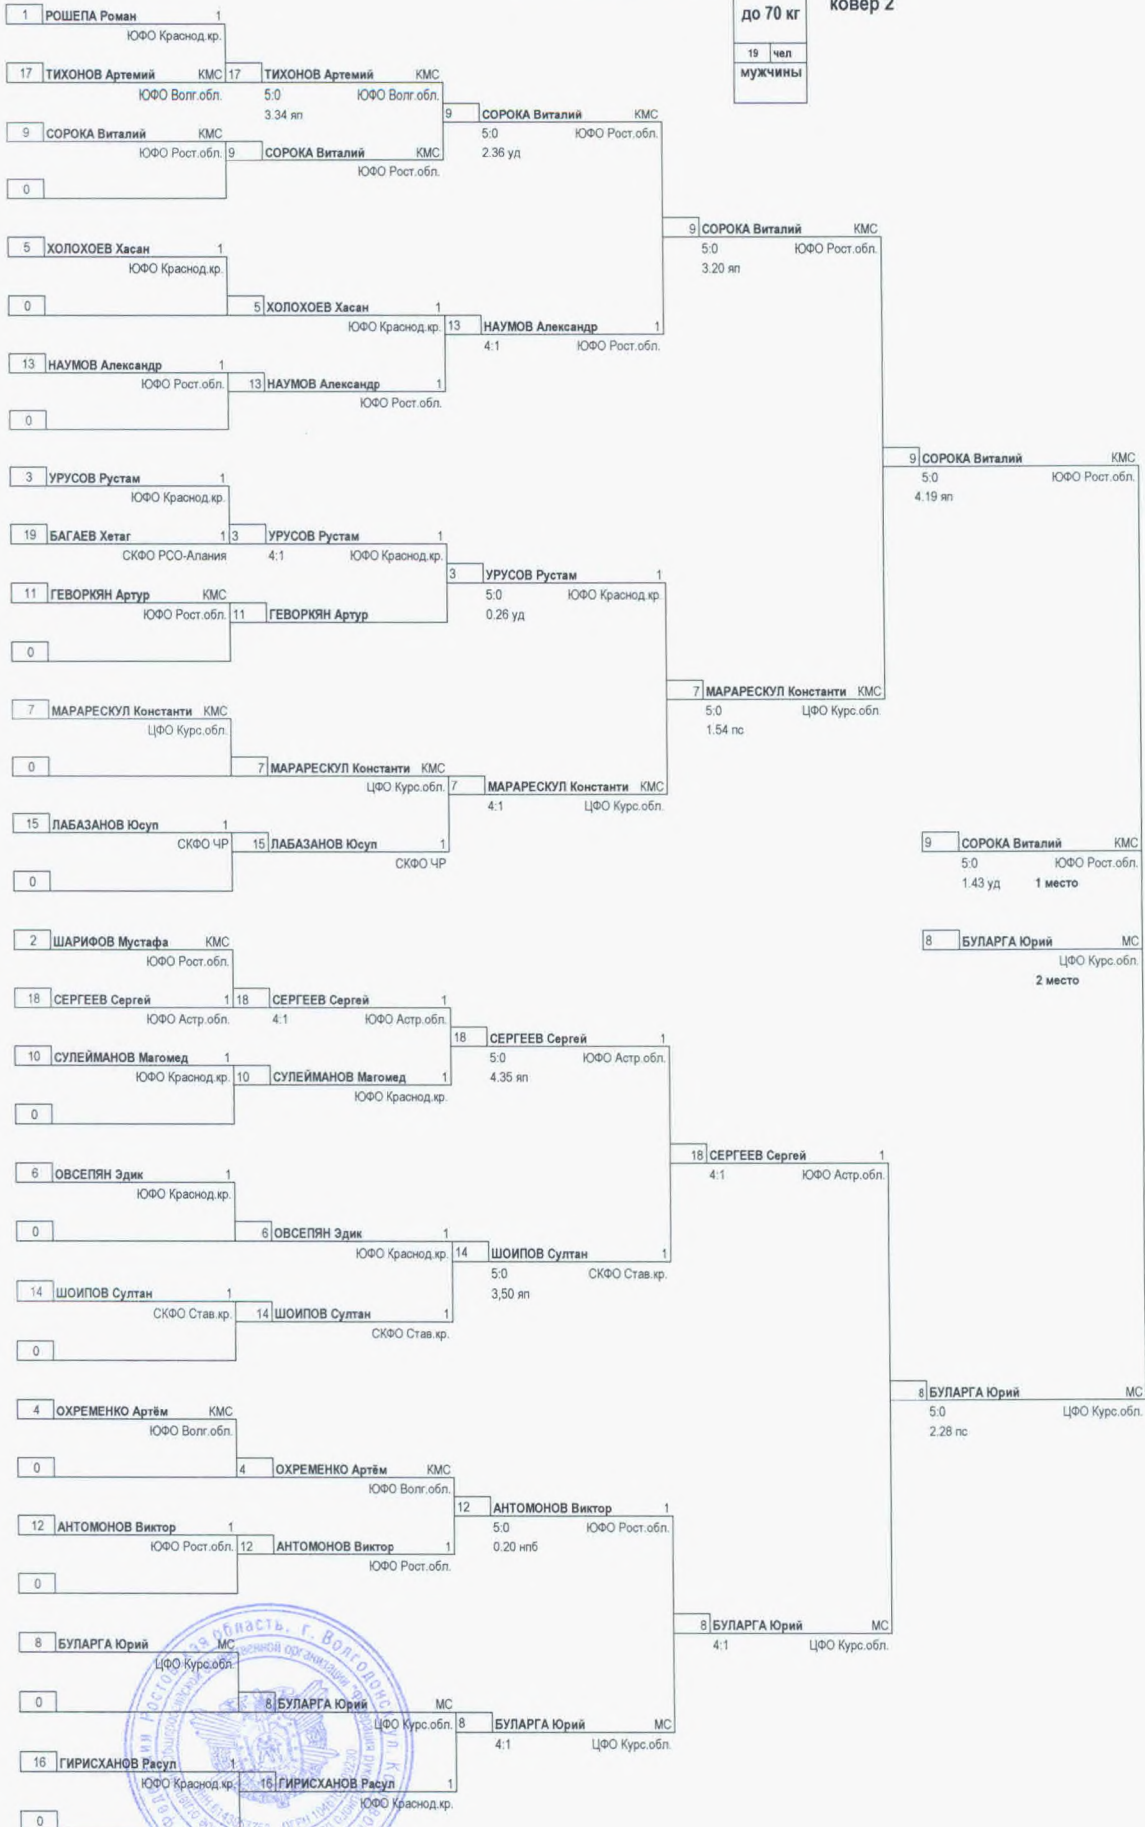 до 70 кг
ковер 2
19 чел
мужчины
1 РОШЕПА Роман 1
ЮФО Краснод.кр.
17 ТИХОНОВ Артемий КМС
ЮФО Волг.обл.
9 СОРОКА Виталий КМС
ЮФО Рост.обл.
0
5 ХОЛОХОЕВ Хасан 1
ЮФО Краснод.кр.
0
13 НАУМОВ Александр 1
ЮФО Рост.обл.
0
3 УРУСОВ Рустам 1
ЮФО Краснод.кр.
19 БАГАЕВ Хетаг 1
СКФО РСО-Алания
11 ГЕВОРКЯН Артур КМС
ЮФО Рост.обл.
0
7 МАРАРЕСКУЛ Константи КМС
ЦФО Курс.обл.
0
15 ЛАБАЗАНОВ Юсуп 1
СКФО ЧР
0
2 ШАРИФОВ Мустафа КМС
ЮФО Рост.обл.
18 СЕРГЕЕВ Сергей 1
ЮФО Астр.обл.
10 СУЛЕЙМАНОВ Магомед 1
ЮФО Краснод.кр.
0
6 ОВСЕПЯН Эдик 1
ЮФО Краснод.кр.
0
14 ШОИПОВ Султан 1
СКФО Став.кр.
0
4 ОХРЕМЕНКО Артём КМС
ЮФО Волг.обл.
0
12 АНТОМОНОВ Виктор 1
ЮФО Рост.обл.
0
8 БУЛАРГА Юрий МС
ЦФО Курс.обл
0
16 ГИРИСХАНОВ Расул 1
ЮФО Краснод.кр.
0
17 ТИХОНОВ Артемий КМС
5:0 ЮФО Волг.обл.
3.34 яп
9 СОРОКА Виталий КМС
ЮФО Рост.обл.
5 ХОЛОХОЕВ Хасан 1
ЮФО Краснод.кр.
13 НАУМОВ Александр 1
ЮФО Рост.обл.
3 УРУСОВ Рустам 1
4:1 ЮФО Краснод.кр.
11 ГЕВОРКЯН Артур
7 МАРАРЕСКУЛ Константи КМС
ЦФО Курс.обл.
15 ЛАБАЗАНОВ Юсуп 1
СКФО ЧР
18 СЕРГЕЕВ Сергей 1
4:1 ЮФО Астр.обл.
10 СУЛЕЙМАНОВ Магомед 1
ЮФО Краснод.кр.
6 ОВСЕПЯН Эдик 1
ЮФО Краснод.кр.
14 ШОИПОВ Султан 1
СКФО Став.кр.
4 ОХРЕМЕНКО Артём КМС
ЮФО Волг.обл.
12 АНТОМОНОВ Виктор 1
ЮФО Рост.обл.
8 БУЛАРГА Юрий МС
ЦФО Курс.обл.
16 ГИРИСХАНОВ Расул 1
ЮФО Краснод.кр.
9 СОРОКА Виталий КМС
5:0 ЮФО Рост.обл.
2.36 уд
13 НАУМОВ Александр 1
4:1 ЮФО Рост.обл.
3 УРУСОВ Рустам 1
5:0 ЮФО Краснод.кр
0.26 уд
7 МАРАРЕСКУЛ Константи КМС
4:1 ЦФО Курс.обл.
18 СЕРГЕЕВ Сергей 1
5:0 ЮФО Астр.обл.
4.35 яп
14 ШОИПОВ Султан 1
5:0 СКФО Став.кр.
3,50 яп
12 АНТОМОНОВ Виктор 1
5:0 ЮФО Рост.обл.
0.20 нпб
8 БУЛАРГА Юрий МС
4:1 ЦФО Курс.обл.
9 СОРОКА Виталий КМС
5:0 ЮФО Рост.обл.
3.20 яп
7 МАРАРЕСКУЛ Константи КМС
5:0 ЦФО Курс.обл
1.54 пс
18 СЕРГЕЕВ Сергей 1
4:1 ЮФО Астр.обл.
8 БУЛАРГА Юрий МС
4:1 ЦФО Курс.обл.
9 СОРОКА Виталий КМС
5:0 ЮФО Рост.обл.
4.19 яп
8 БУЛАРГА Юрий МС
5:0 ЦФО Курс.обл.
2.28 пс
9 СОРОКА Виталий КМС
5:0 ЮФО Рост.обл.
1.43 уд 1 место
8 БУЛАРГА Юрий МС
ЦФО Курс.обл.
2 место
область, г. Волгодонск